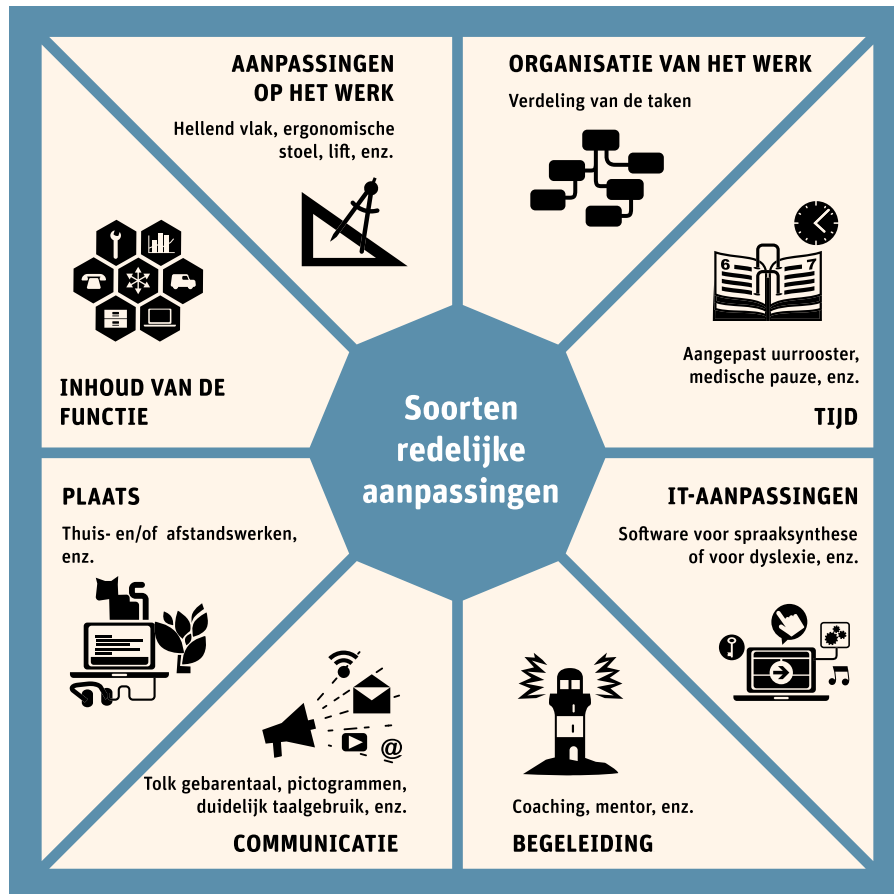 AANPASSINGEN
OP HET WERK
Hellend vlak, ergonomische
stoel, lift, enz.
ORGANISATIE VAN HET WERK
Verdeling van de taken
6
7
Aangepast uurrooster,
medische pauze, enz.
TIJD
INHOUD VAN DE
FUNCTIE
Soorten
redelijke
aanpassingen
PLAATS
Thuis- en/of afstandswerken,
enz.
IT-AANPASSINGEN
Software voor spraaksynthese
of voor dyslexie, enz.
@
Tolk gebarentaal, pictogrammen,
duidelijk taalgebruik, enz.
COMMUNICATIE
Coaching, mentor, enz.
BEGELEIDING